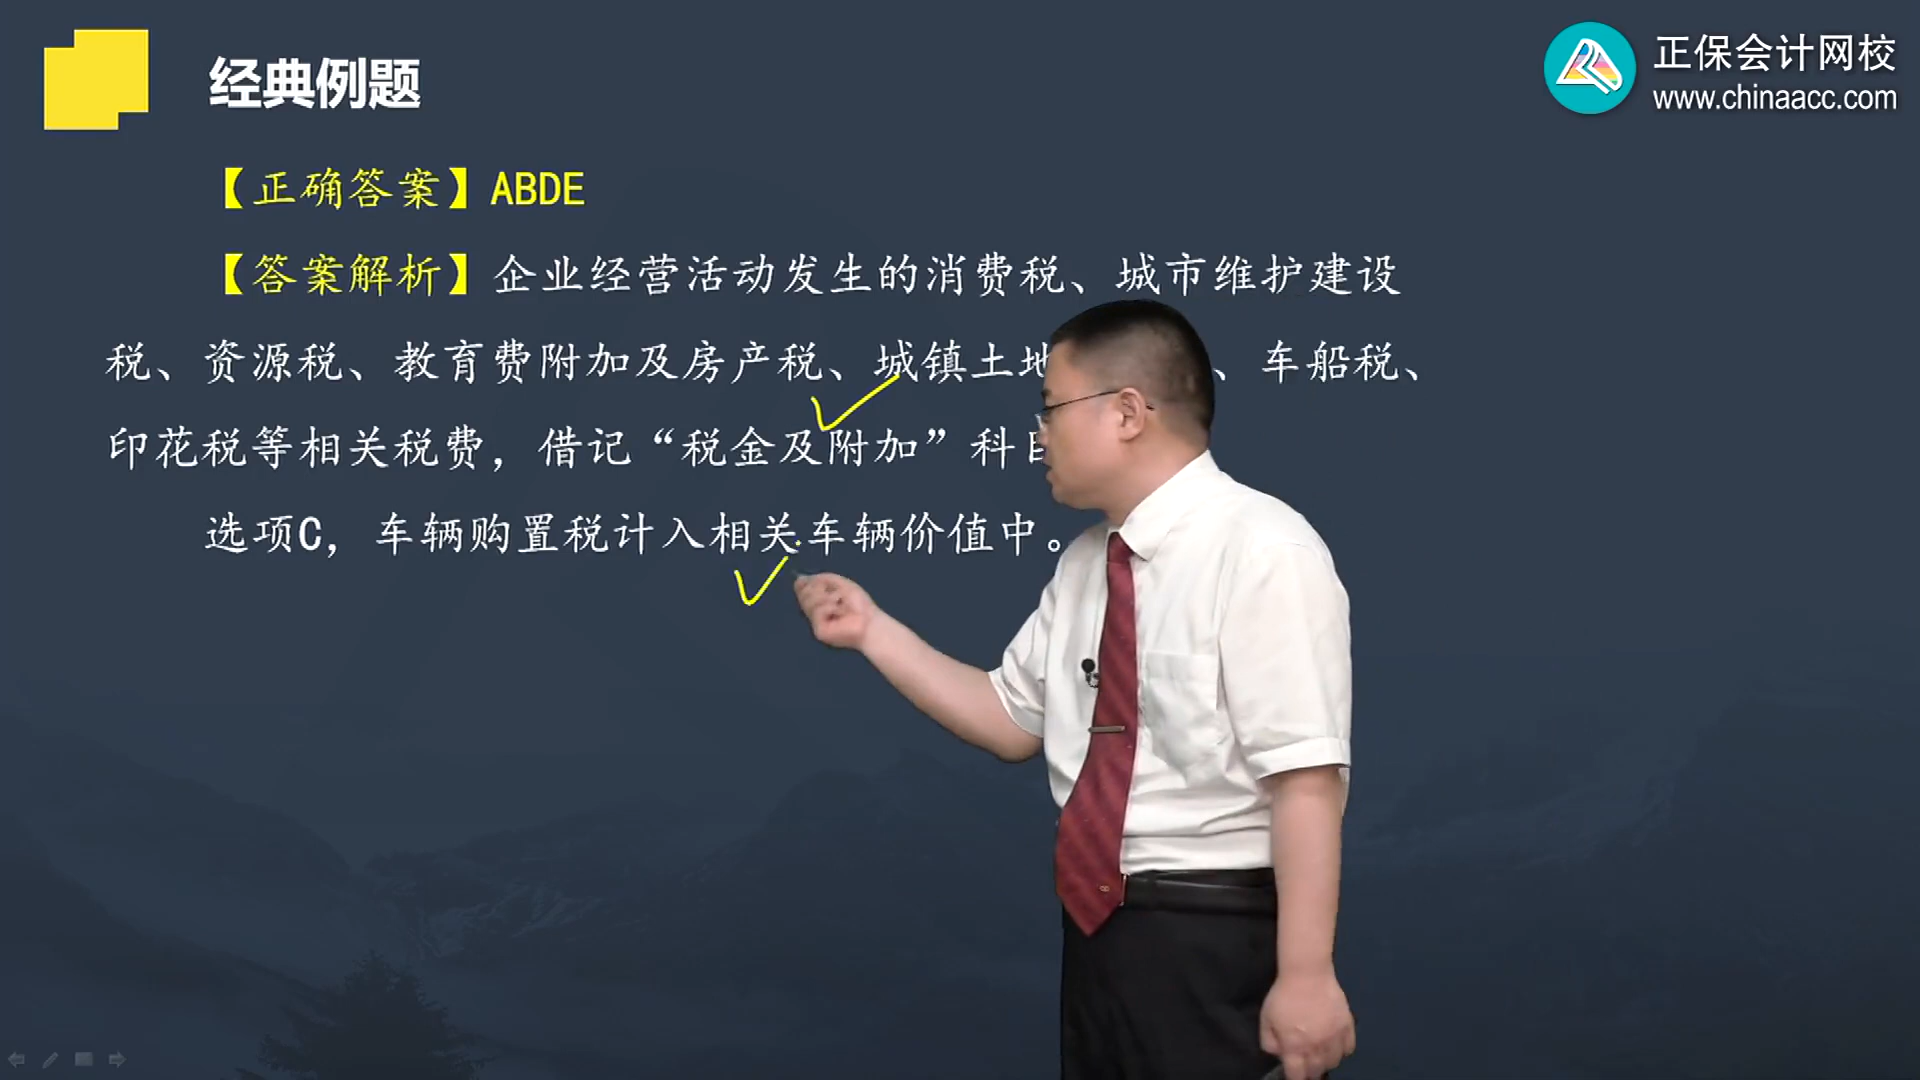 经典例题
正保会计网校
www.chinaacc.com
【正确答案】ABDE
【答案解析】企业经营活动发生的消费税、城市维护建设
税、资源税、教育费附加及房产税、城镇土地、车船税、
印花税等相关税费，借记“税金及附加”科目
选项C，车辆购置税计入相关车辆价值中。